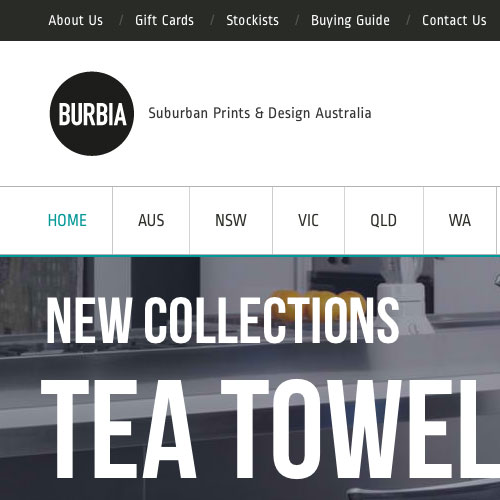 About Us / Gift Cards / Stockists / Buying Guide / Contact Us
BURBIA Suburban Prints & Design Australia
HOME AUS NSW VIC QLD WA
NEW COLLECTIONS
TEA TOWEL